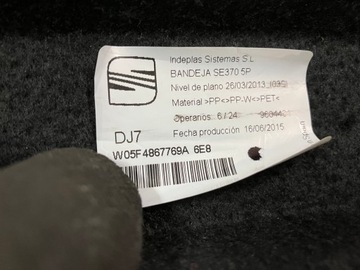 Indeplas Sistemas S.L
BANDEJA SE370 5P
Nivel de plano 26/03/2013 (035)
Material >PP<>PP-W<>PET<
Operarios: 6 / 24
DJ7
Fecha producción 16/06/2015
W05F4867769A 6E8